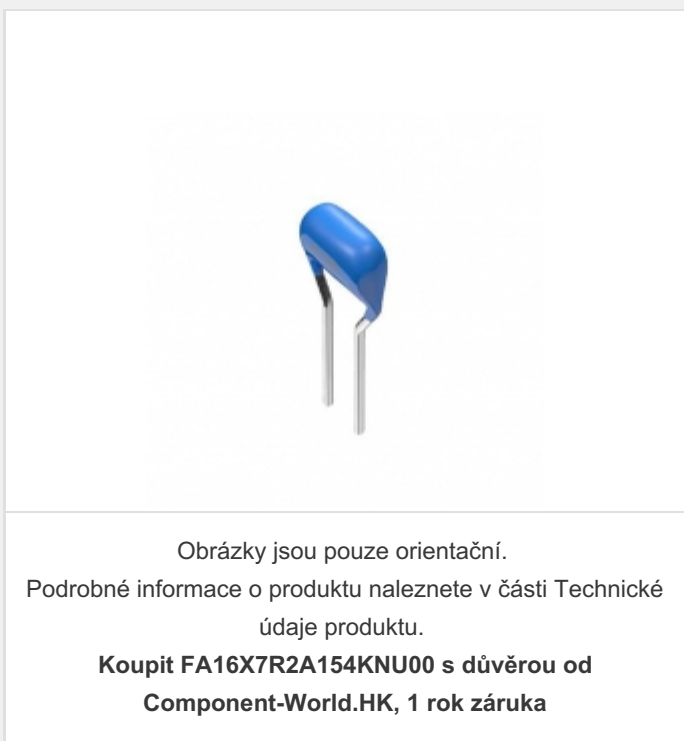 Obrázky jsou pouze orientační.
Podrobné informace o produktu naleznete v části Technické
údaje produktu.
Koupit FA16X7R2A154KNU00 s důvěrou od
Component-World.HK, 1 rok záruka